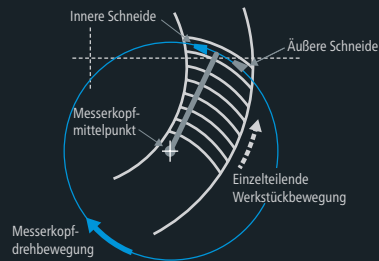 Innere Schneide
Äußere Schneide
Messerkopf-
mittelpunkt
Einzelteilende
Werkstückbewegung
Messerkopf-
drehbewegung